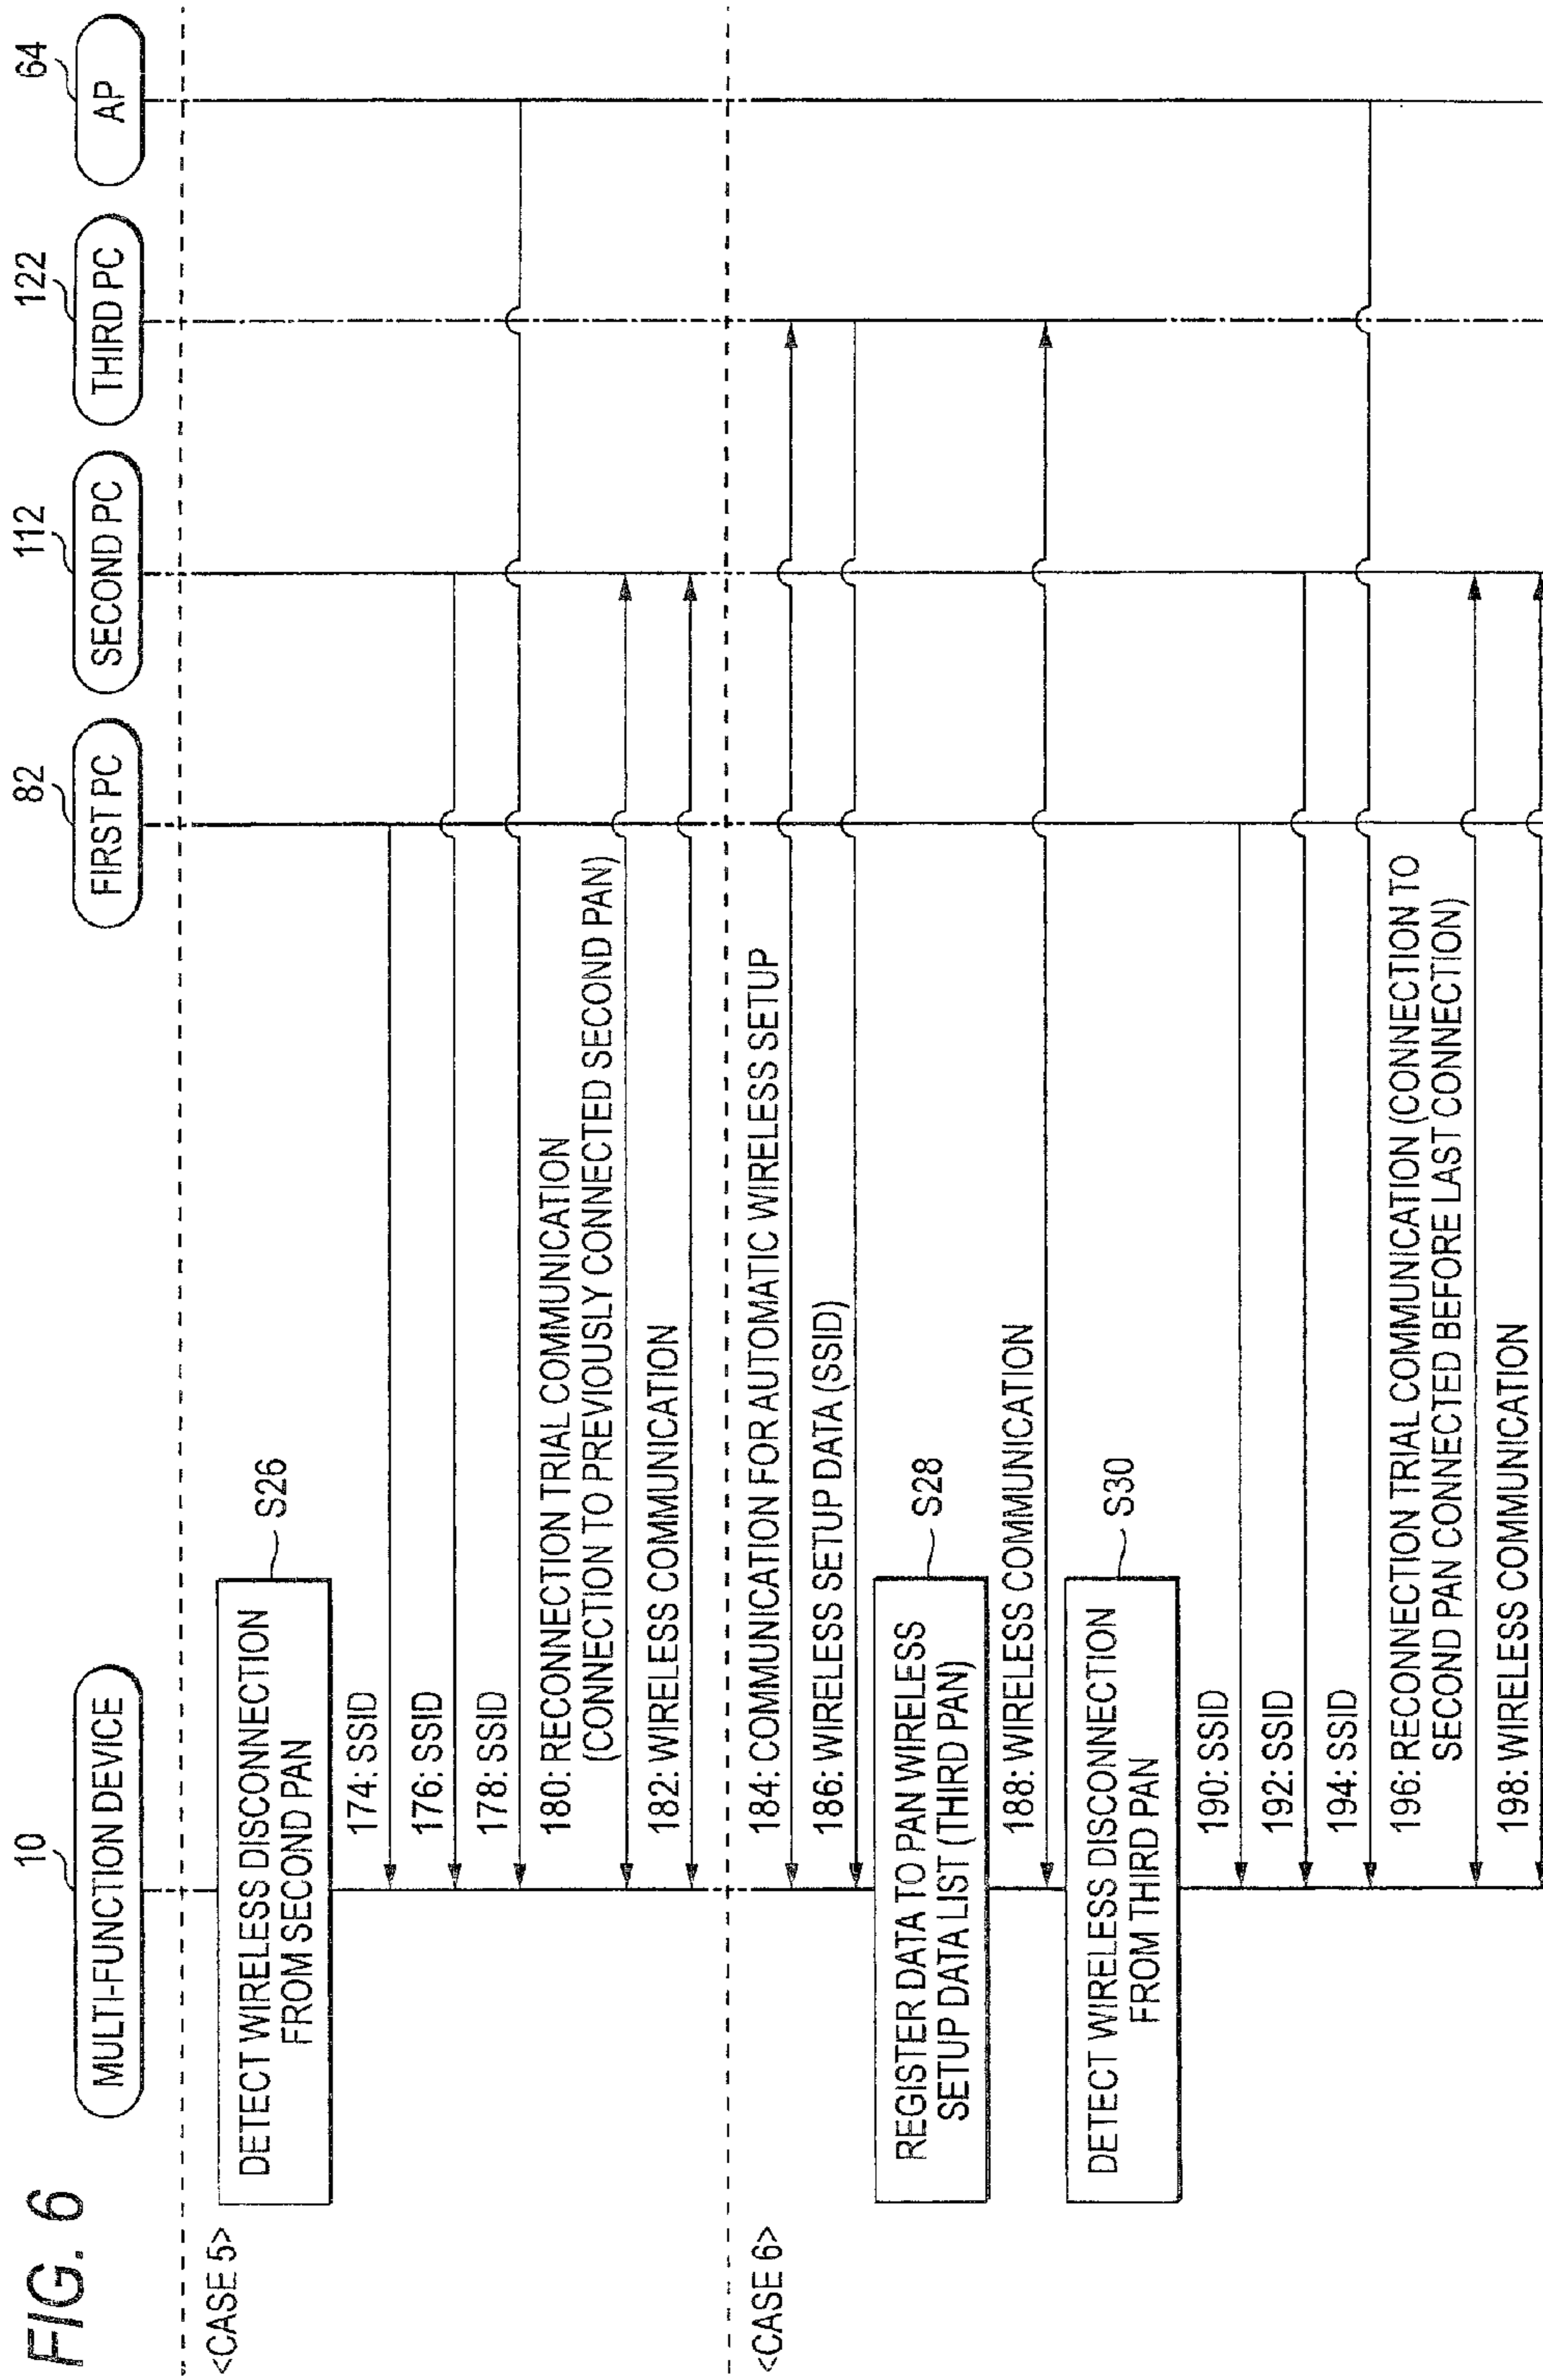 FIG. 6
10
82
112
122
64
MULTI-FUNCTION DEVICE
FIRST PC
SECOND PC
THIRD PC
AP
<CASE 5>
DETECT WIRELESS DISCONNECTION
FROM SECOND PAN
S26
174: SSID
176: SSID
178: SSID
180: RECONNECTION TRIAL COMMUNICATION
(CONNECTION TO PREVIOUSLY CONNECTED SECOND PAN)
182: WIRELESS COMMUNICATION
<CASE 6>
184: COMMUNICATION FOR AUTOMATIC WIRELESS SETUP
186: WIRELESS SETUP DATA (SSID)
REGISTER DATA TO PAN WIRELESS
SETUP DATA LIST (THIRD PAN)
S28
188: WIRELESS COMMUNICATION
DETECT WIRELESS DISCONNECTION
FROM THIRD PAN
S30
190: SSID
192: SSID
194: SSID
196: RECONNECTION TRIAL COMMUNICATION (CONNECTION TO
SECOND PAN CONNECTED BEFORE LAST CONNECTION)
198: WIRELESS COMMUNICATION